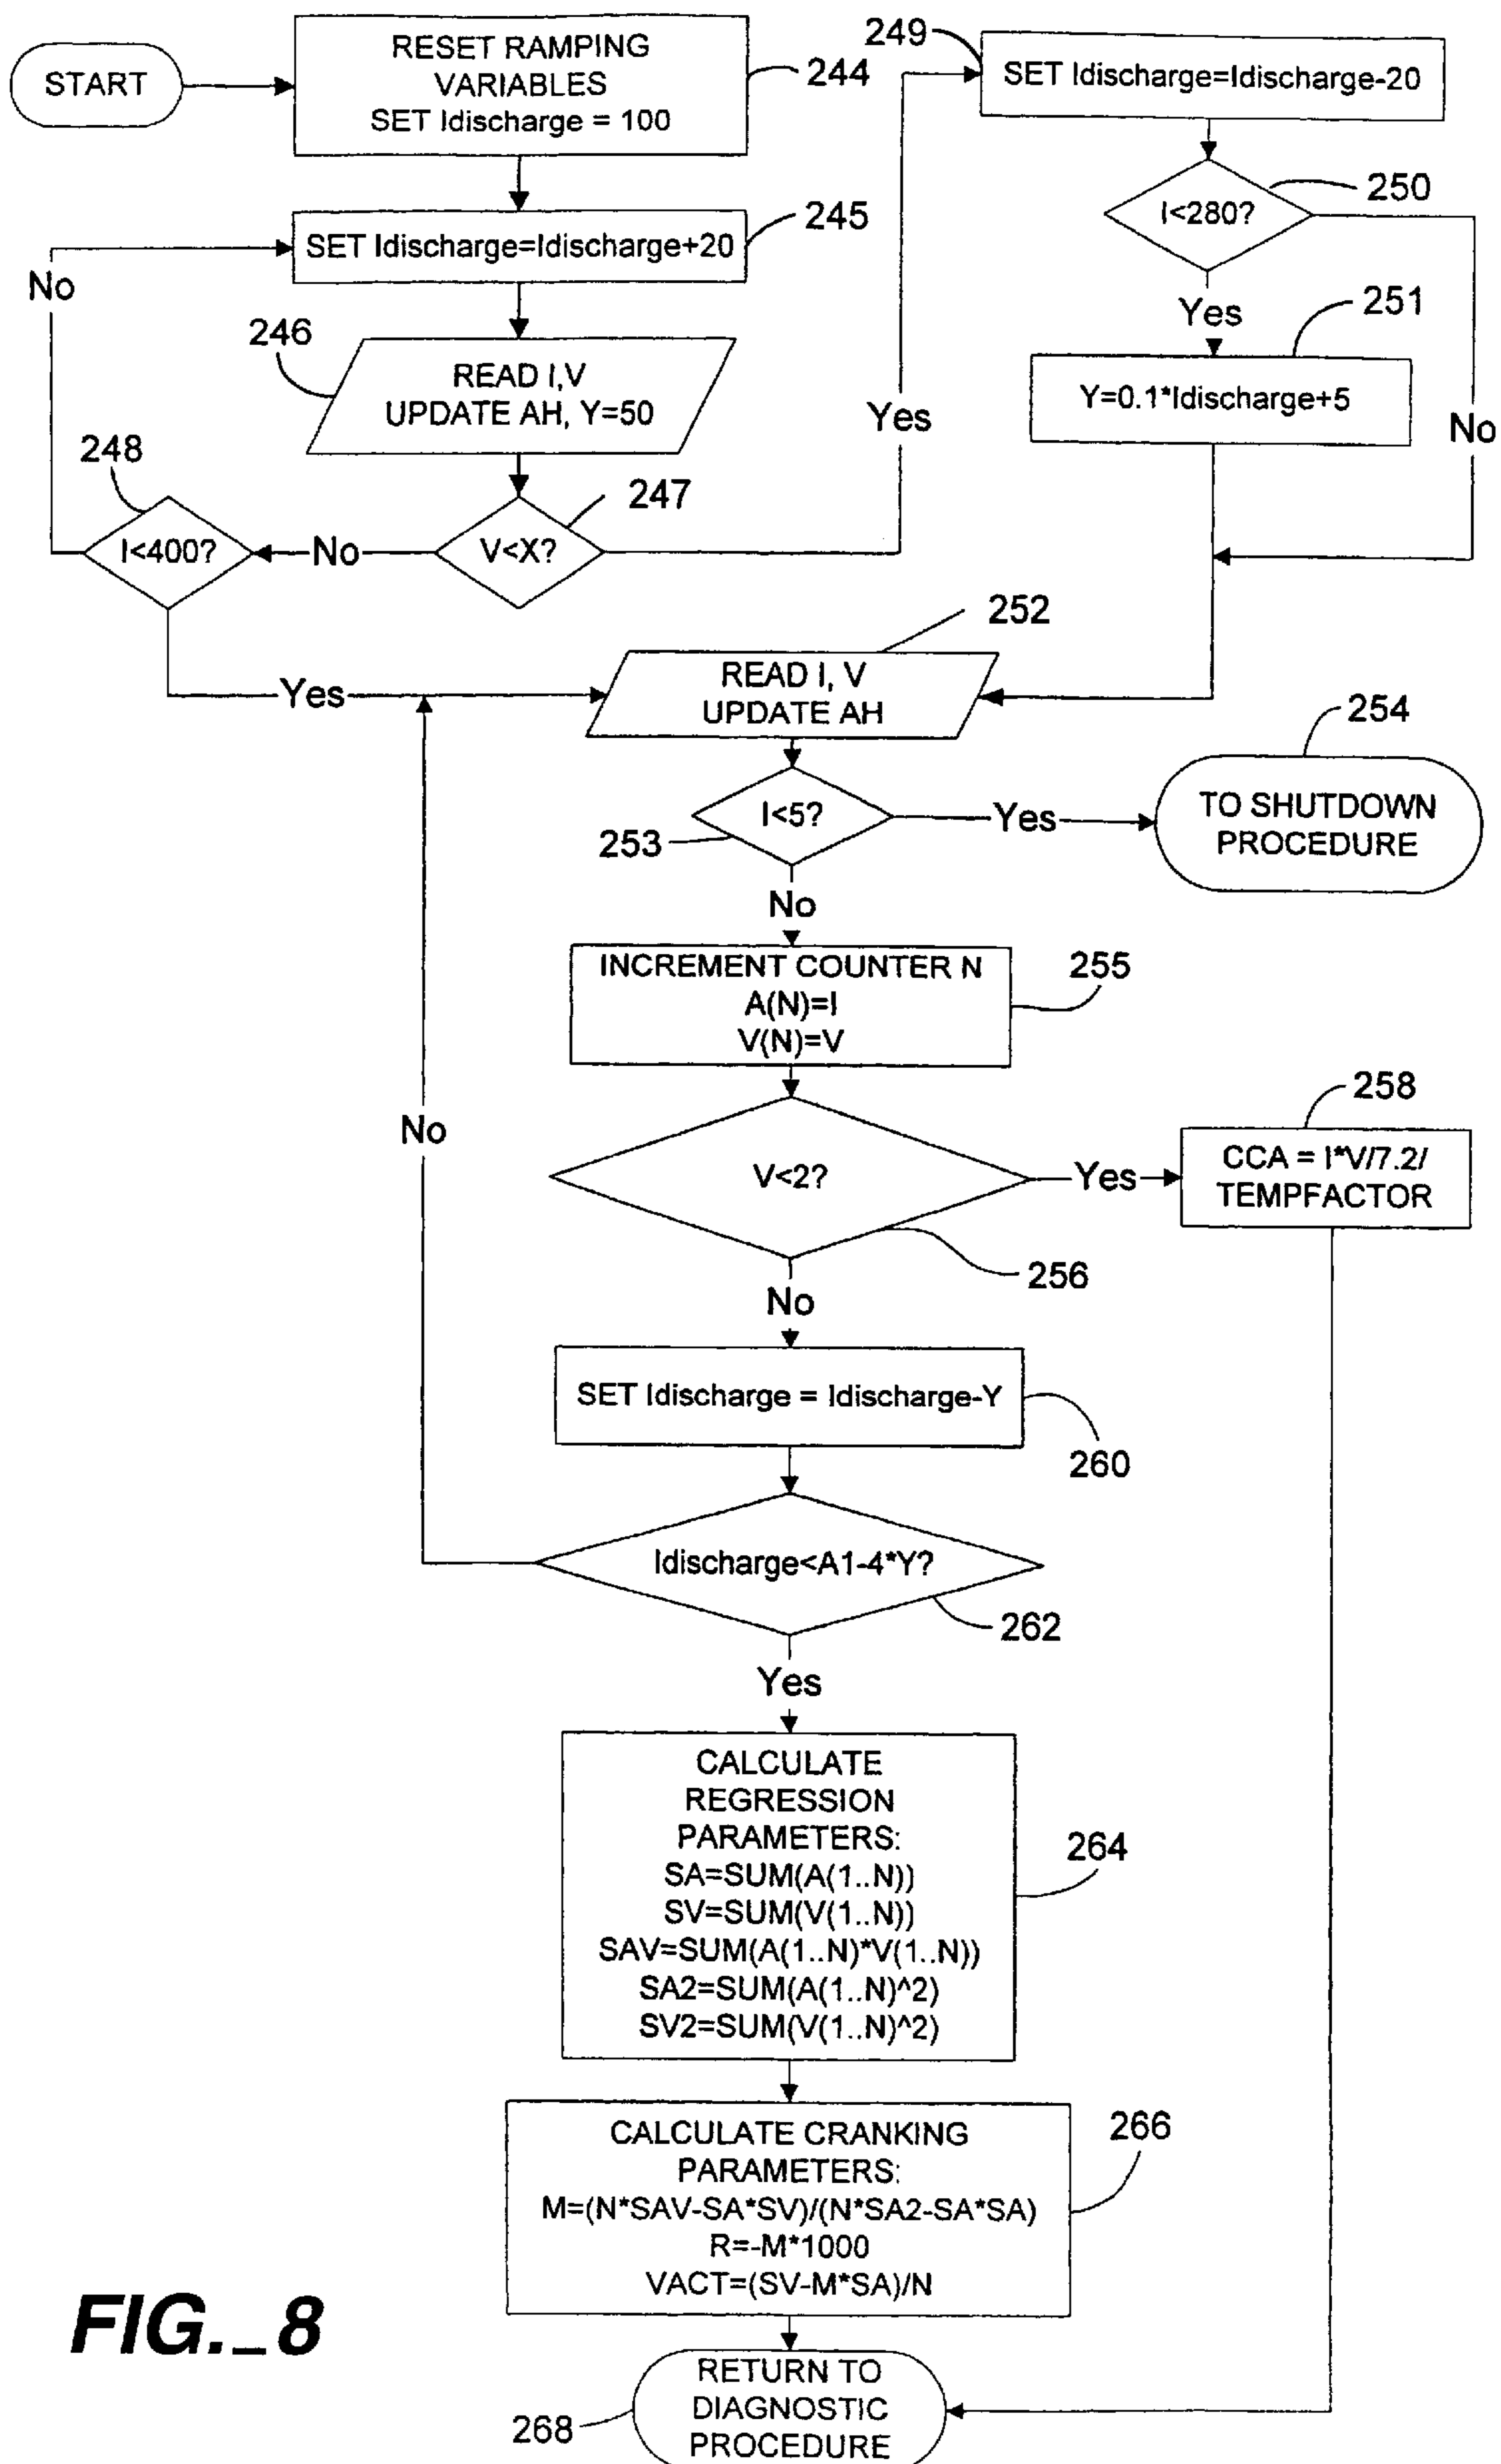 START
RESET RAMPING
VARIABLES
SET Idischarge = 100
244
SET Idischarge=Idischarge+20
245
No
246
READ I,V
UPDATE AH, Y=50
248
I<400?
No
V<X?
247
Yes
249
SET Idischarge=Idischarge-20
I<280?
250
Yes
251
Y=0.1*Idischarge+5
No
Yes
252
READ I, V
UPDATE AH
I<5?
253
Yes
254
TO SHUTDOWN
PROCEDURE
No
INCREMENT COUNTER N
A(N)=I
V(N)=V
255
No
V<2?
256
Yes
258
CCA = I*V/7.2/
TEMPFACTOR
No
SET Idischarge = Idischarge-Y
260
Idischarge<A1-4*Y?
262
Yes
CALCULATE
REGRESSION
PARAMETERS:
SA=SUM(A(1..N))
SV=SUM(V(1..N))
SAV=SUM(A(1..N)*V(1..N))
SA2=SUM(A(1..N)^2)
SV2=SUM(V(1..N)^2)
264
CALCULATE CRANKING
PARAMETERS:
M=(N*SAV-SA*SV)/(N*SA2-SA*SA)
R=-M*1000
VACT=(SV-M*SA)/N
266
RETURN TO
DIAGNOSTIC
PROCEDURE
268
FIG._8